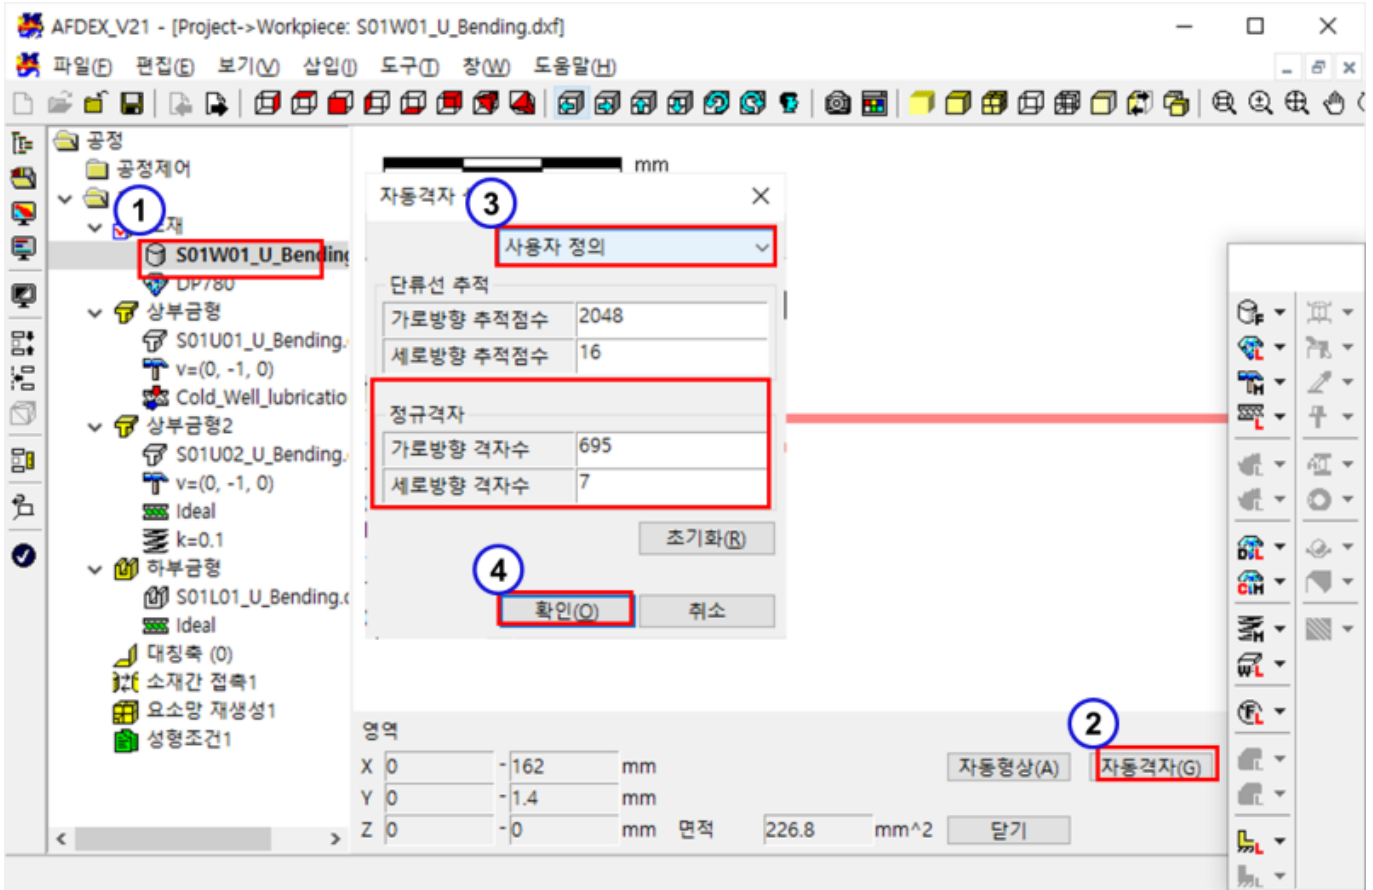 AFDEX_V21 - [Project->Workpiece: S01W01_U_Bending.dxf]
파일(F) 편집(E) 보기(V) 삽입(I) 도구(T) 창(W) 도움말(H)
공정
공정제어
1
S01W01_U_Bending
DP780
상부금형
S01U01_U_Bending.
v=(0, -1, 0)
Cold_Well_lubricatio
상부금형2
S01U02_U_Bending.
v=(0, -1, 0)
Ideal
k=0.1
하부금형
S01L01_U_Bending.
Ideal
대칭축 (0)
소재간 접촉1
요소망 재생성1
성형조건1
mm
자동격자
3
사용자 정의
단류선 추적
가로방향 추적점수 2048
세로방향 추적점수 16
정규격자
가로방향 격자수 695
세로방향 격자수 7
초기화(R)
4
확인(O) 취소
영역
X 0 - 162 mm
Y 0 - 1.4 mm
Z 0 - 0 mm 면적 226.8 mm^2
2
자동형상(A) 자동격자(G)
닫기